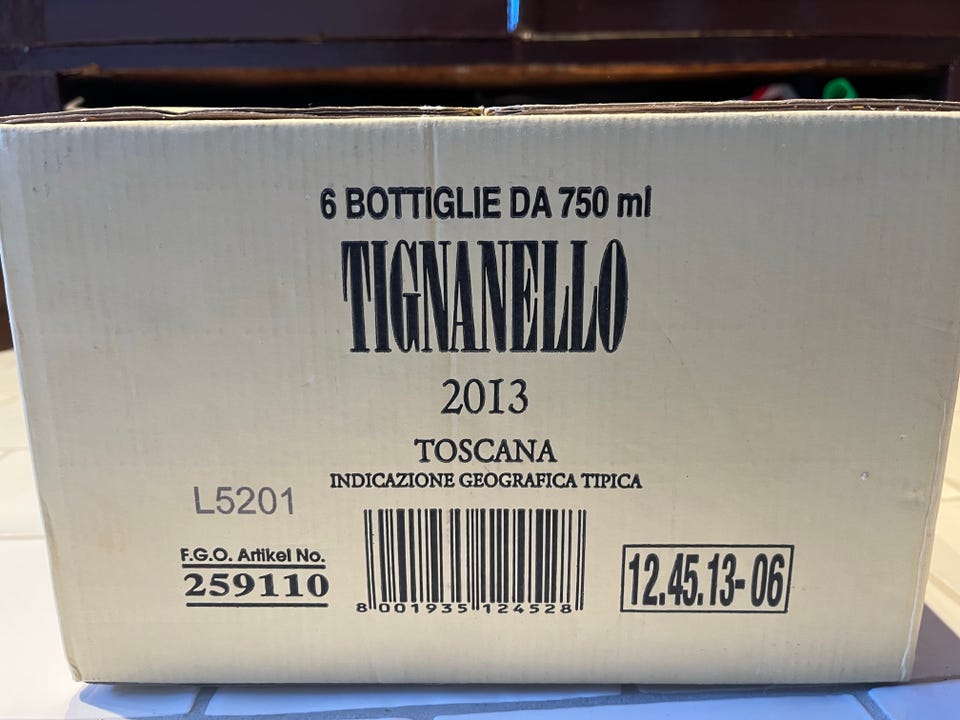 6 BOTTIGLIE DA 750 ml
TIGNANELLO
2013
TOSCANA
INDICAZIONE GEOGRAFICA TIPICA
L5201
F.G.O. Artikel No.
259110
8 001935 124528
12.45.13-06